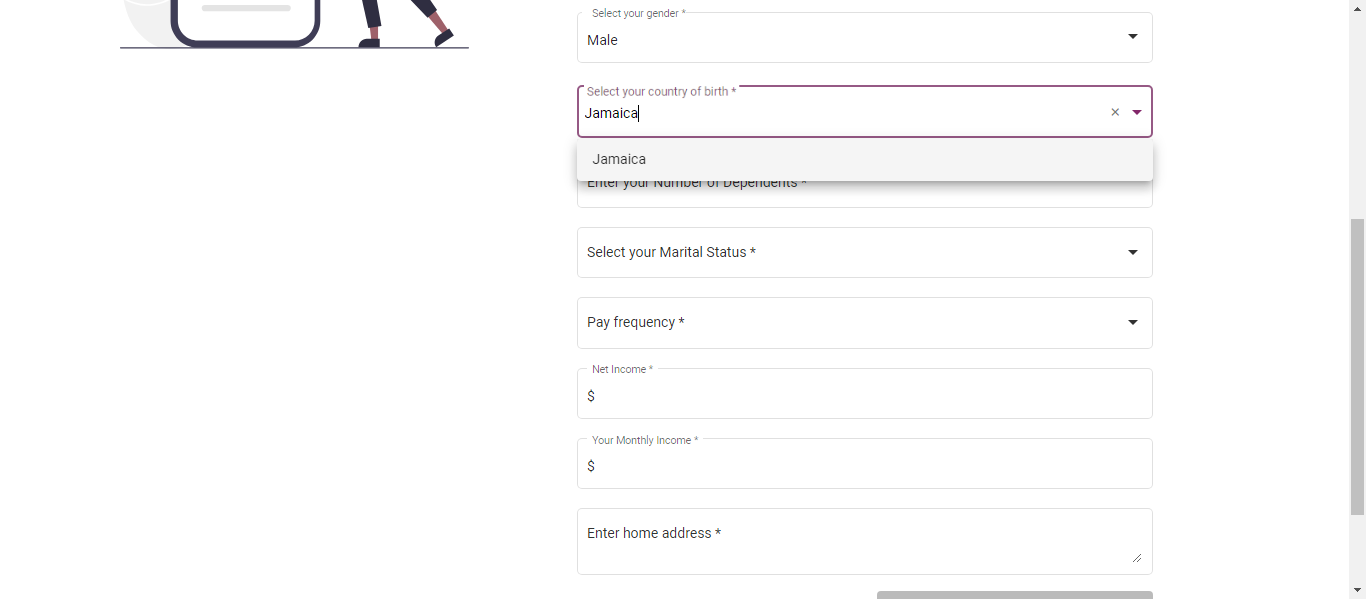 Select your gender *
Male
Select your country of birth *
Jamaica
Jamaica
Enter your Number of Dependents *
Select your Marital Status *
Pay frequency *
Net Income *
$
Your Monthly Income *
$
Enter home address *